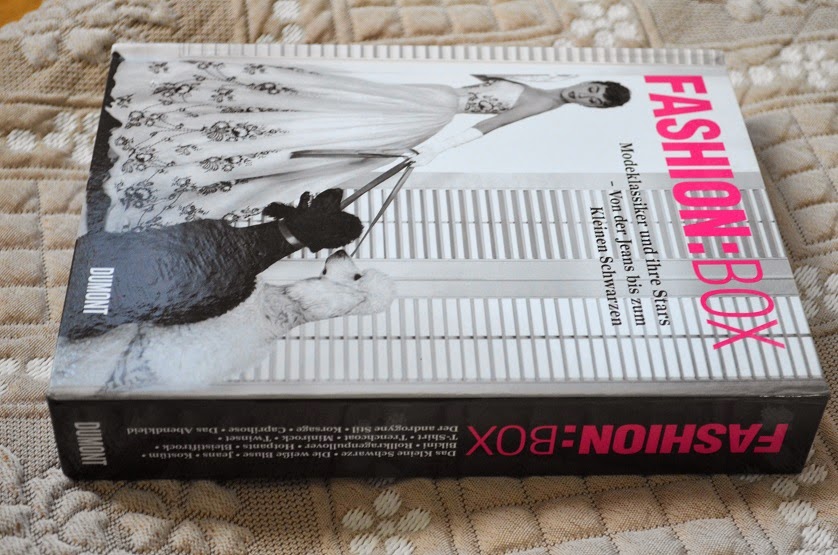 FASHION:BOX
Modeklassiker und ihre Stars
– Von der Jeans bis zum
Kleinen Schwarzen
DUMONT
FASHION:BOX
Das Kleine Schwarze • Die weiße Bluse • Jeans • Kostüm •
Bikini • Rollkragenpullover • Hotpants • Bleistiftrock •
T-Shirt • Trenchcoat • Minirock • Twinset •
Der androgyne Stil • Korsage • Caprihose • Das Abendkleid
DUMONT